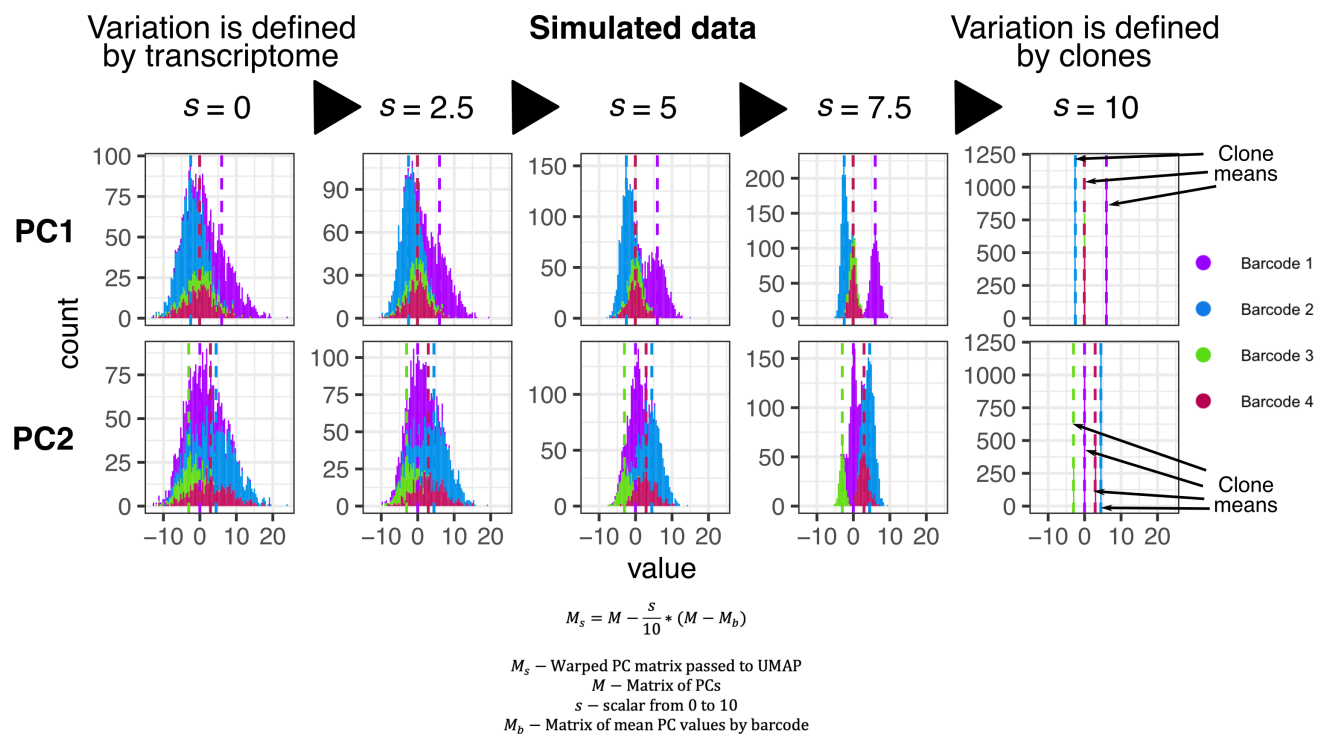 Variation is defined
by transcriptome
Simulated data
Variation is defined
by clones
s = 0
s = 2.5
s = 5
s = 7.5
s = 10
PC1
PC2
count
100
75
50
25
0
90
60
30
0
150
100
50
0
200
150
100
50
0
1250
1000
750
500
250
0
Clone
means
Barcode 1
Barcode 2
Barcode 3
Barcode 4
75
50
25
0
100
75
50
25
0
100
50
0
150
100
50
0
1250
1000
750
500
250
0
Clone
means
−10 0 10 20
−10 0 10 20
−10 0 10 20
−10 0 10 20
−10 0 10 20
value
M_s = M − s/10 * (M − M_b)
M_s − Warped PC matrix passed to UMAP
M − Matrix of PCs
s − scalar from 0 to 10
M_b − Matrix of mean PC values by barcode